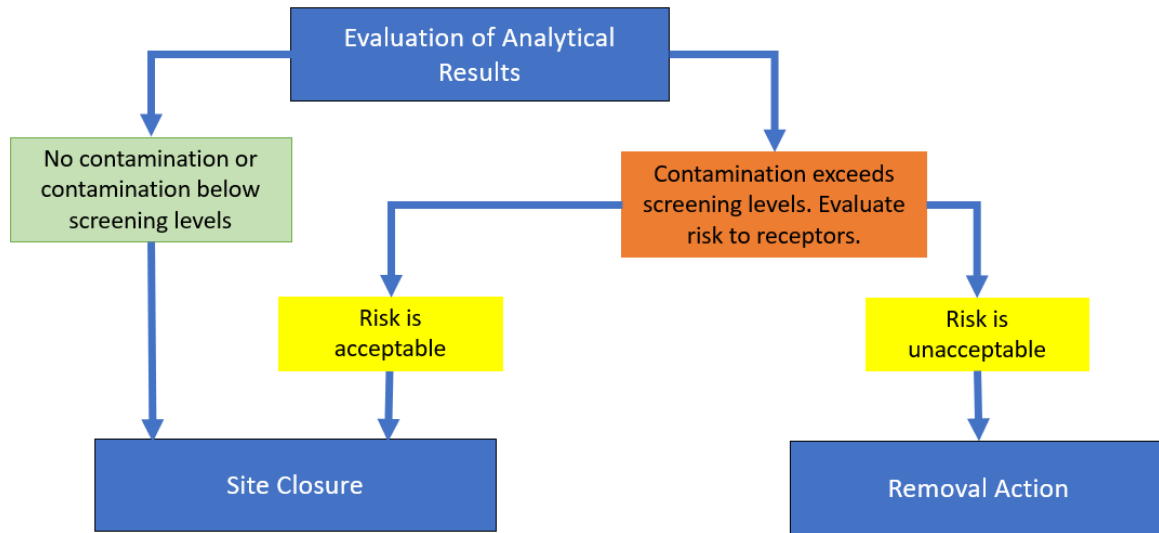 Evaluation of Analytical
Results
No contamination or
contamination below
screening levels
Contamination exceeds
screening levels. Evaluate
risk to receptors.
Risk is
acceptable
Risk is
unacceptable
Site Closure
Removal Action